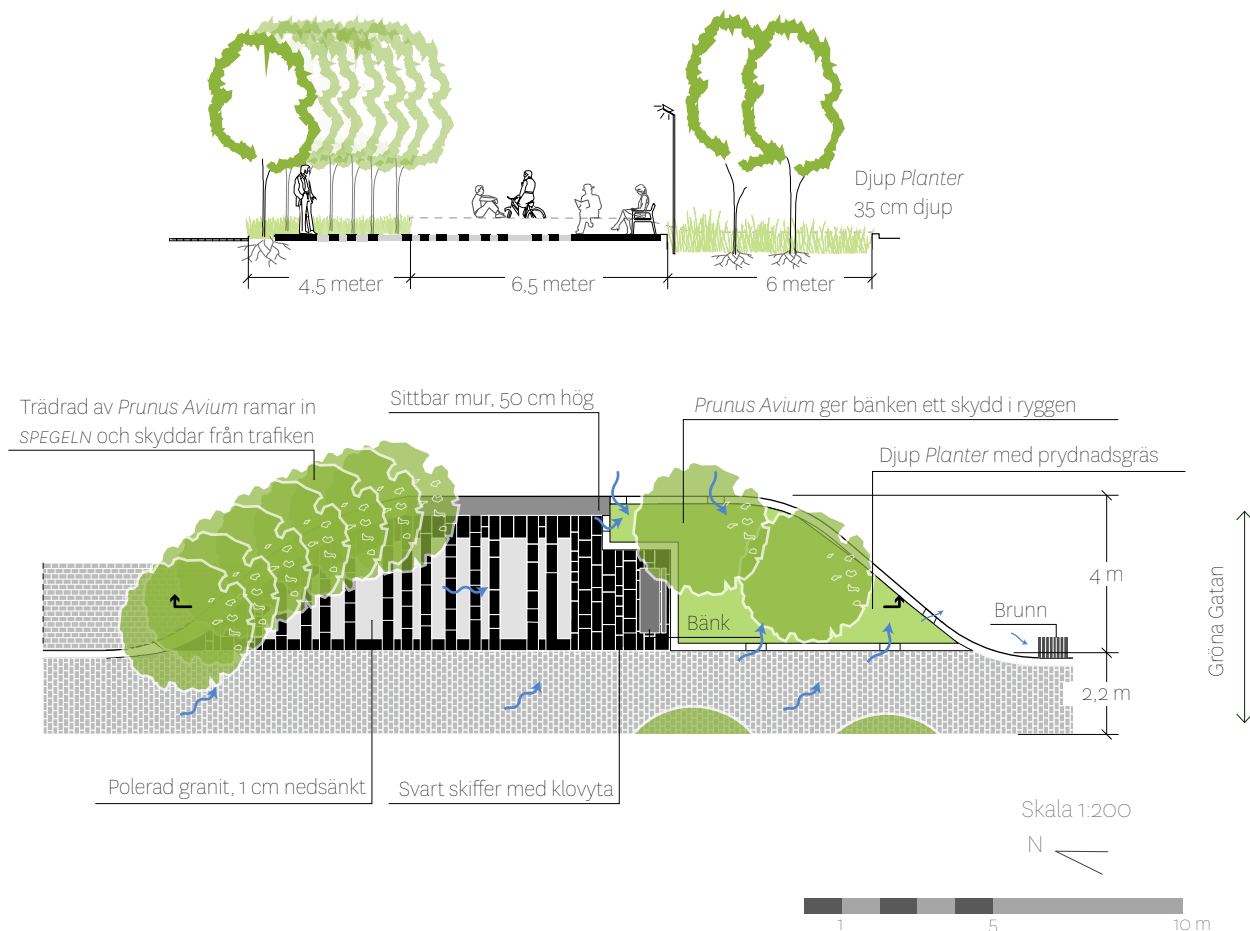 Djup Planter
35 cm djup
4,5 meter
6,5 meter
6 meter
Trädrad av Prunus Avium ramar in
SPEGELN och skyddar från trafiken
Sittbar mur, 50 cm hög
Prunus Avium ger bänken ett skydd i ryggen
Djup Planter med prydnadsgräs
4 m
Brunn
Bänk
Gröna Gatan
2,2 m
Polerad granit, 1 cm nedsänkt
Svart skiffer med klovyta
Skala 1:200
N
1
5
10 m